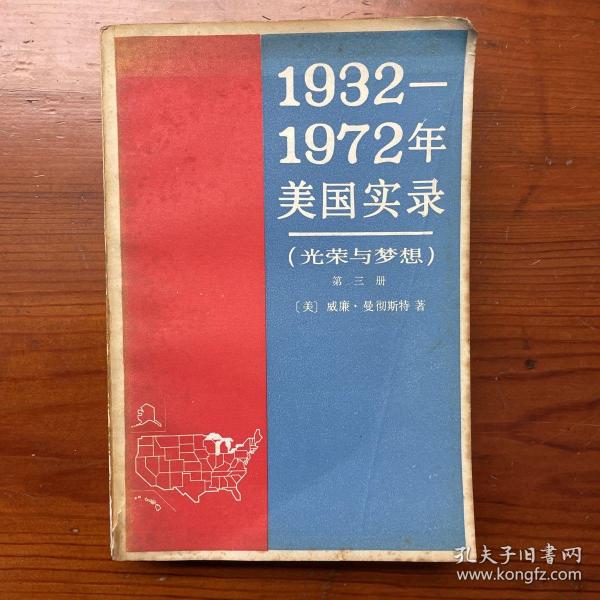 1932—
1972年
美国实录
(光荣与梦想)
第三册
〔美〕威廉·曼彻斯特 著
孔夫子旧書网
www.kongfz.com